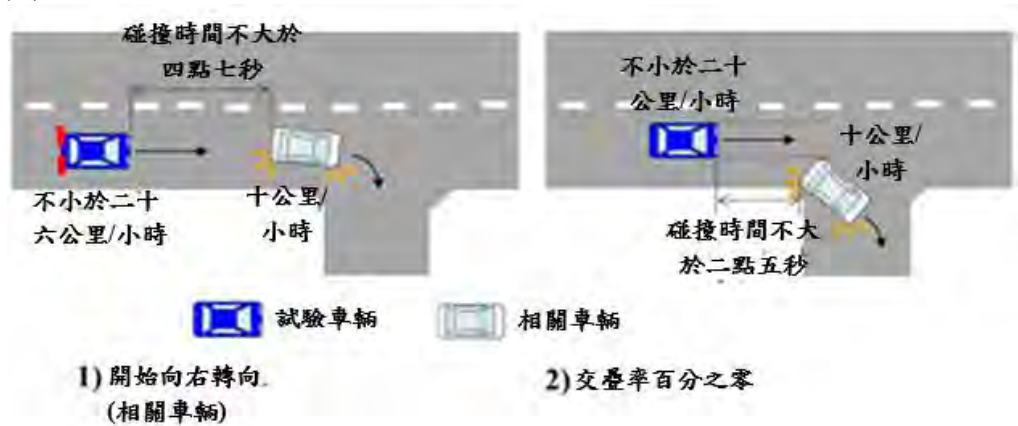 碰撞時間不大於
四點七秒
不小於二十
六公里/小時
十公里/
小時
不小於二十
公里/小時
十公里/
小時
碰撞時間不大
於二點五秒
試驗車輛
相關車輛
1) 開始向右轉向.
(相關車輛)
2) 交疊率百分之零